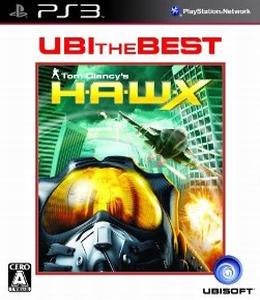 PS3
PlayStation Network
UBI THE BEST
Tom Clancy's
H·A·W·X
CERO
A
UBISOFT